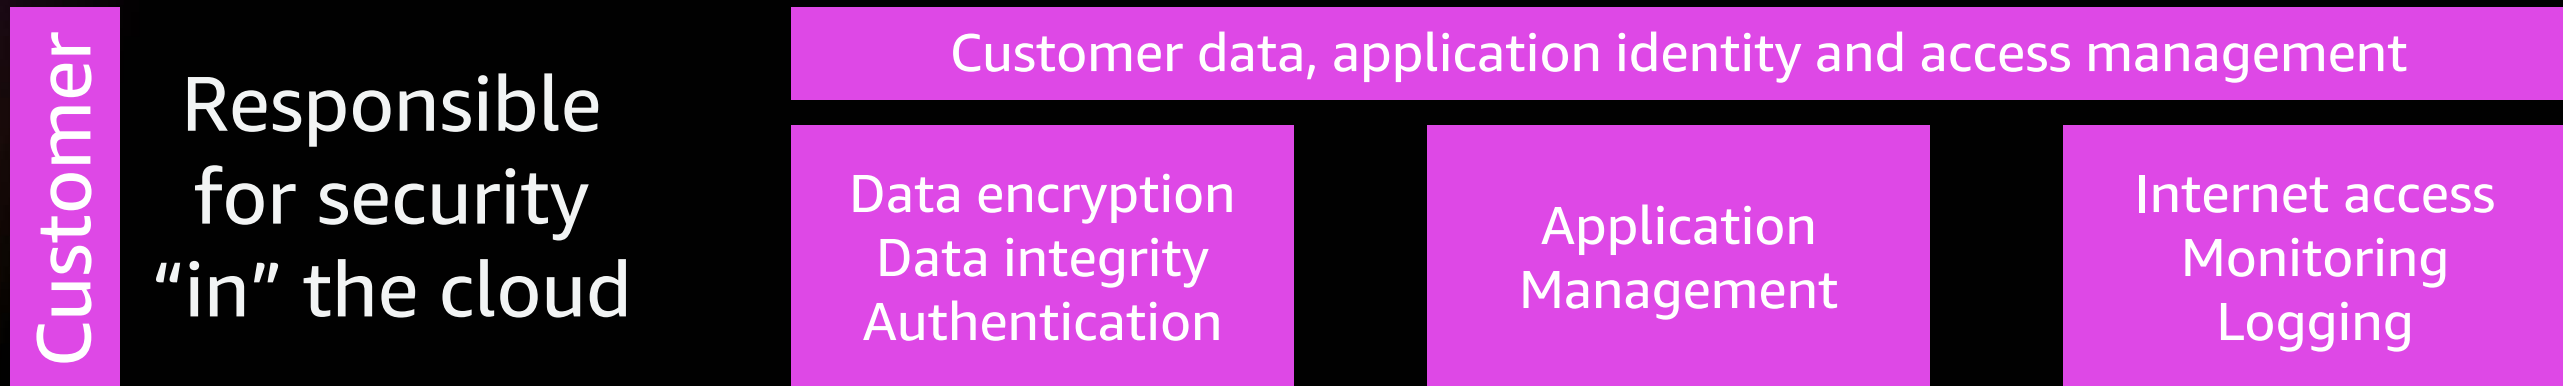 Customer
Responsible
for security
“in” the cloud
Customer data, application identity and access management
Data encryption
Data integrity
Authentication
Application
Management
Internet access
Monitoring
Logging